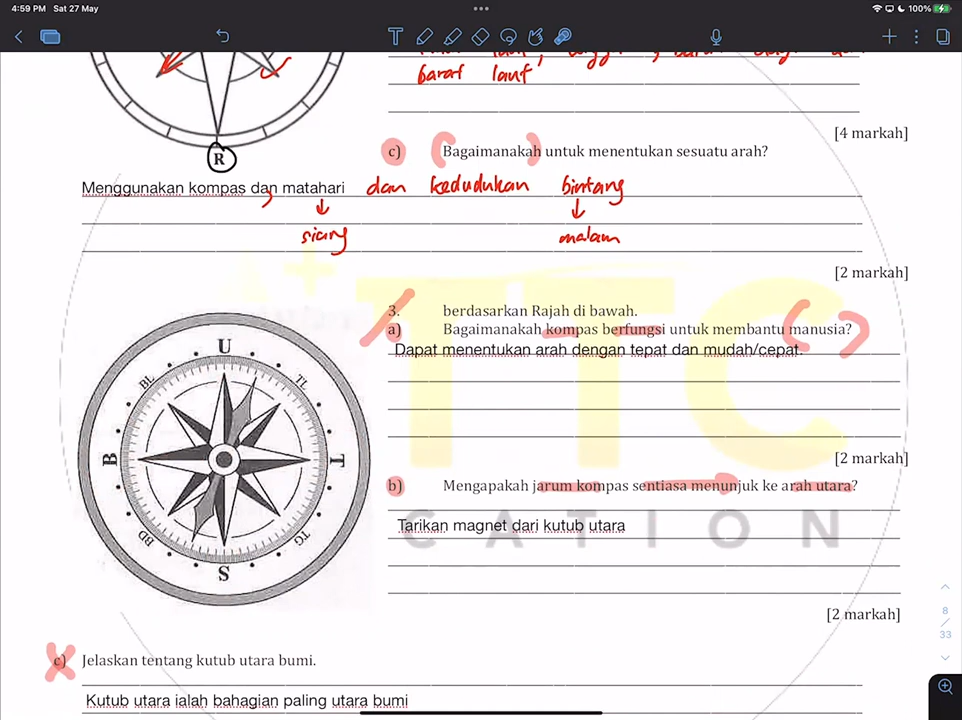 4:59 PM Sat 27 May
100%
barat laut
R
[4 markah]
c) Bagaimanakah untuk menentukan sesuatu arah?
Menggunakan kompas dan matahari , dan kedudukan bintang
siang malam
[2 markah]
3. berdasarkan Rajah di bawah.
a) Bagaimanakah kompas berfungsi untuk membantu manusia?
Dapat menentukan arah dengan tepat dan mudah/cepat.
[2 markah]
U
BL TL
B T
BD TG
S
b) Mengapakah jarum kompas sentiasa menunjuk ke arah utara?
Tarikan magnet dari kutub utara
[2 markah]
TTC
CATION
A+
c) Jelaskan tentang kutub utara bumi.
Kutub utara ialah bahagian paling utara bumi
8
/
33